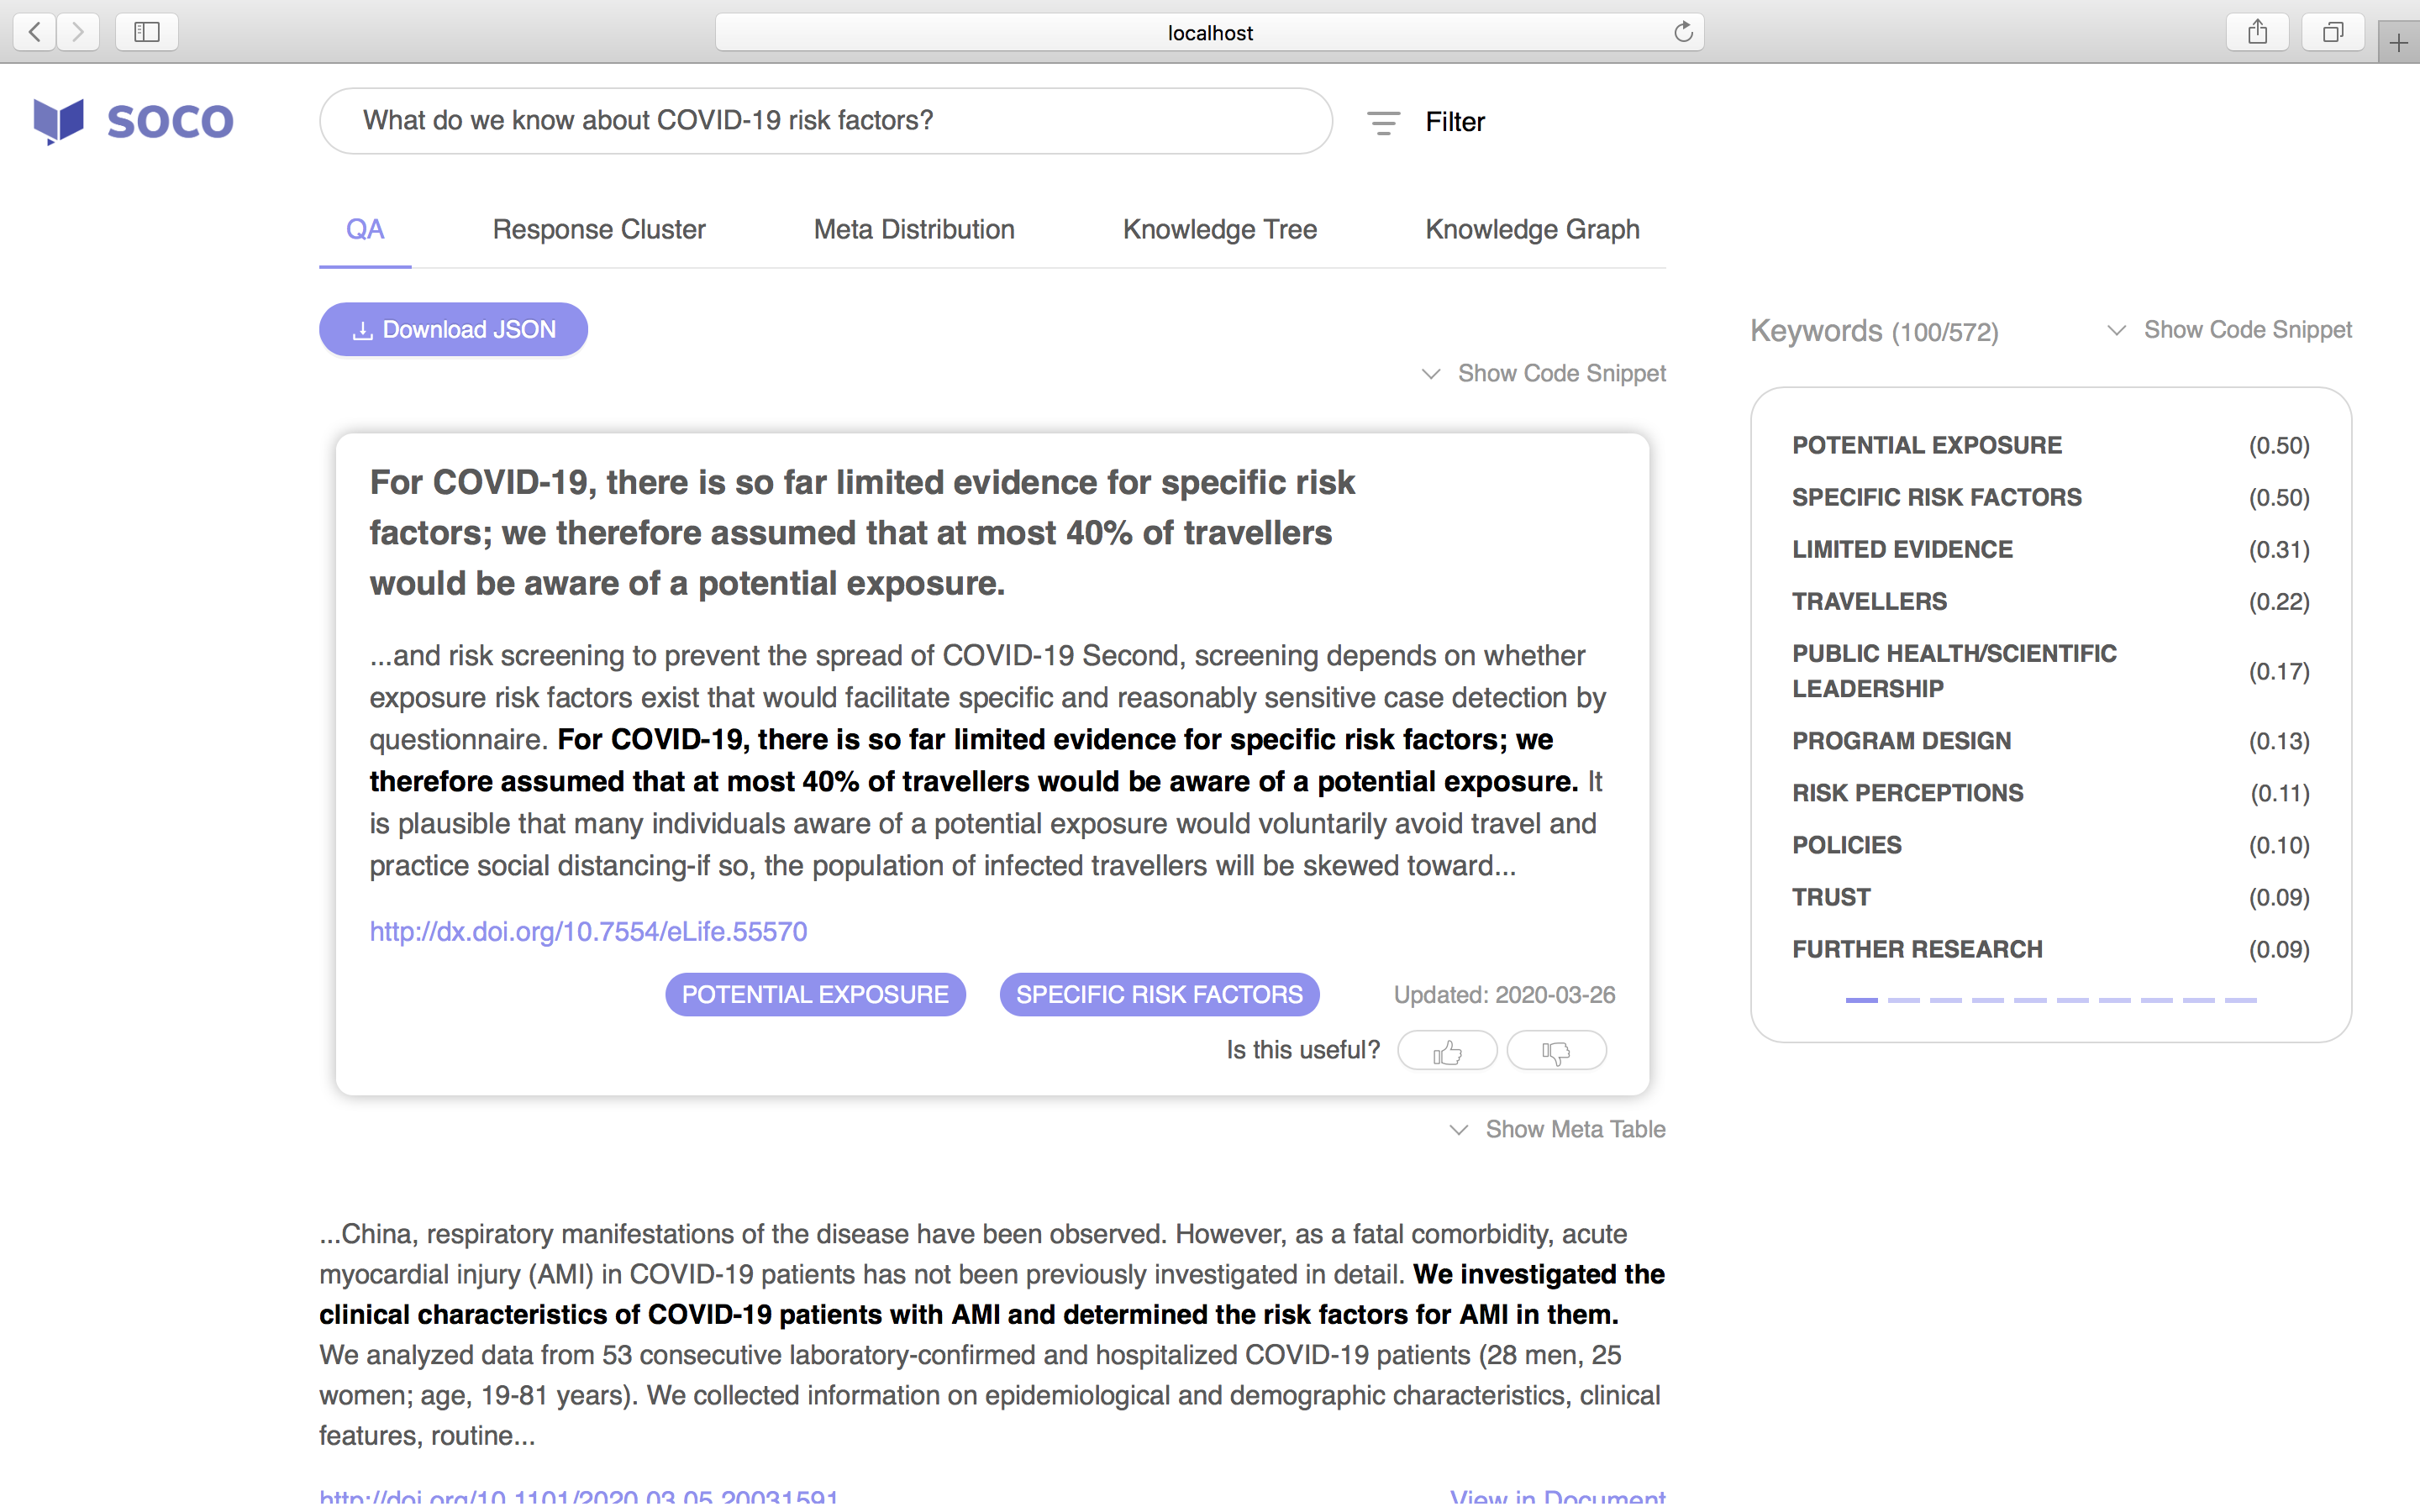 localhost
SOCO
What do we know about COVID-19 risk factors?
Filter
QA
Response Cluster
Meta Distribution
Knowledge Tree
Knowledge Graph
Download JSON
Show Code Snippet
For COVID-19, there is so far limited evidence for specific risk
factors; we therefore assumed that at most 40% of travellers
would be aware of a potential exposure.
...and risk screening to prevent the spread of COVID-19 Second, screening depends on whether
exposure risk factors exist that would facilitate specific and reasonably sensitive case detection by
questionnaire. For COVID-19, there is so far limited evidence for specific risk factors; we
therefore assumed that at most 40% of travellers would be aware of a potential exposure. It
is plausible that many individuals aware of a potential exposure would voluntarily avoid travel and
practice social distancing-if so, the population of infected travellers will be skewed toward...
http://dx.doi.org/10.7554/eLife.55570
POTENTIAL EXPOSURE
SPECIFIC RISK FACTORS
Updated: 2020-03-26
Is this useful?
Show Meta Table
...China, respiratory manifestations of the disease have been observed. However, as a fatal comorbidity, acute
myocardial injury (AMI) in COVID-19 patients has not been previously investigated in detail. We investigated the
clinical characteristics of COVID-19 patients with AMI and determined the risk factors for AMI in them.
We analyzed data from 53 consecutive laboratory-confirmed and hospitalized COVID-19 patients (28 men, 25
women; age, 19-81 years). We collected information on epidemiological and demographic characteristics, clinical
features, routine...
http://doi.org/10.1101/2020.03.05.20031591
View in Document
Keywords (100/572)
Show Code Snippet
POTENTIAL EXPOSURE (0.50)
SPECIFIC RISK FACTORS (0.50)
LIMITED EVIDENCE (0.31)
TRAVELLERS (0.22)
PUBLIC HEALTH/SCIENTIFIC
LEADERSHIP (0.17)
PROGRAM DESIGN (0.13)
RISK PERCEPTIONS (0.11)
POLICIES (0.10)
TRUST (0.09)
FURTHER RESEARCH (0.09)